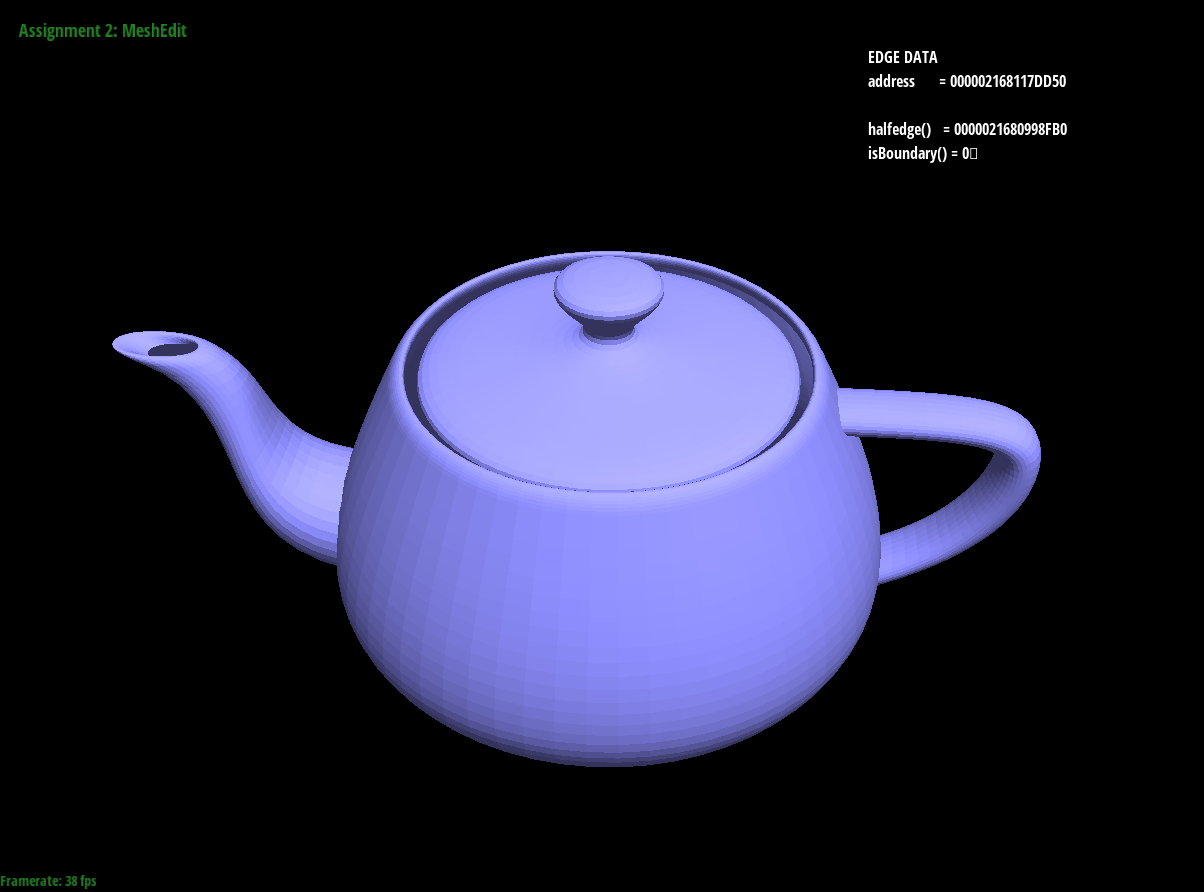 Assignment 2: MeshEdit
EDGE DATA
address = 000002168117DD50
halfedge() = 0000021680998FB0
isBoundary() = 0▯
Framerate: 38 fps